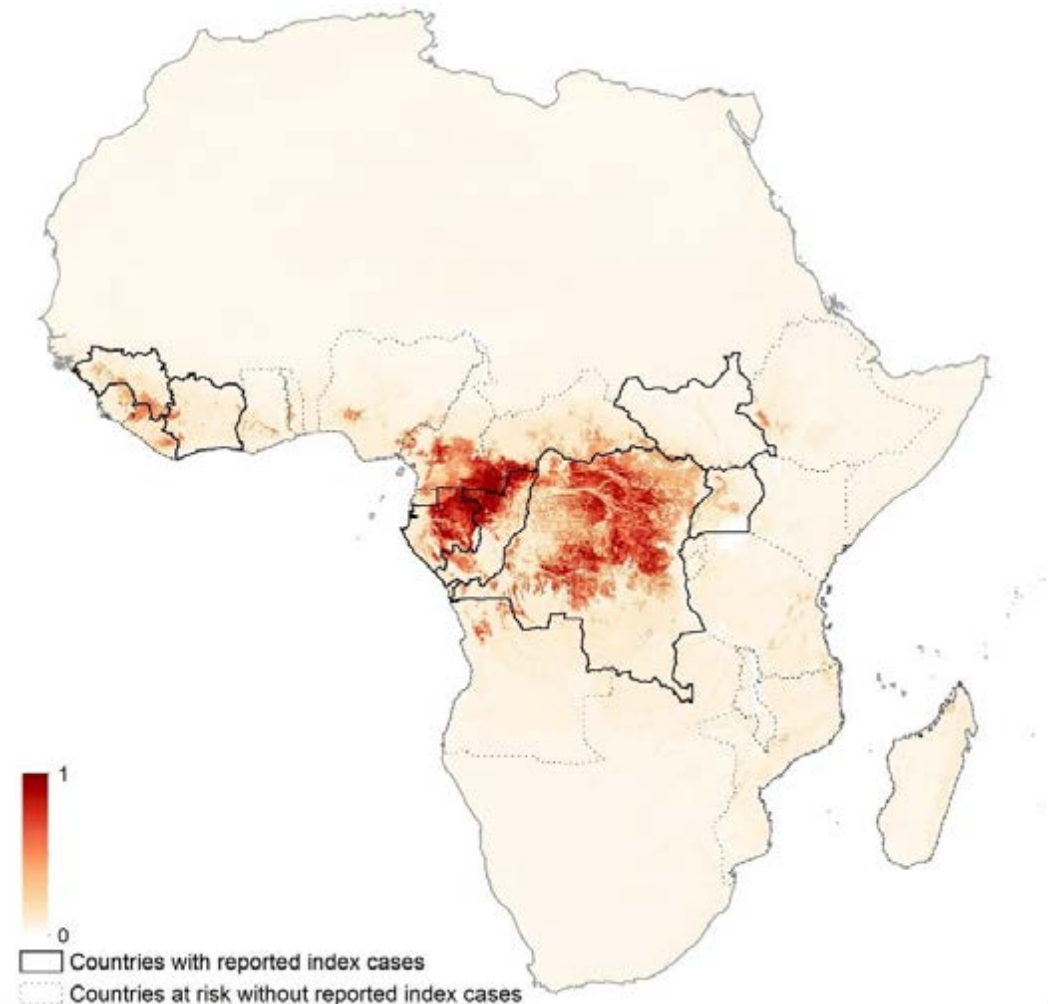 1
0
Countries with reported index cases
Countries at risk without reported index cases